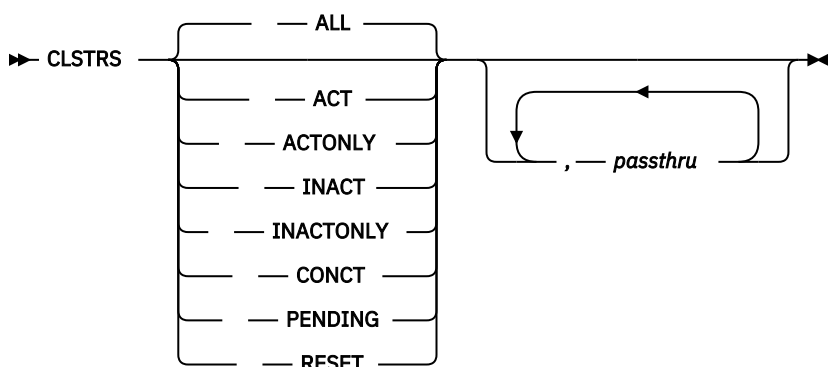 ALL
CLSTRS
ACT
ACTONLY
, passthru
INACT
INACTONLY
CONCT
PENDING
RESET